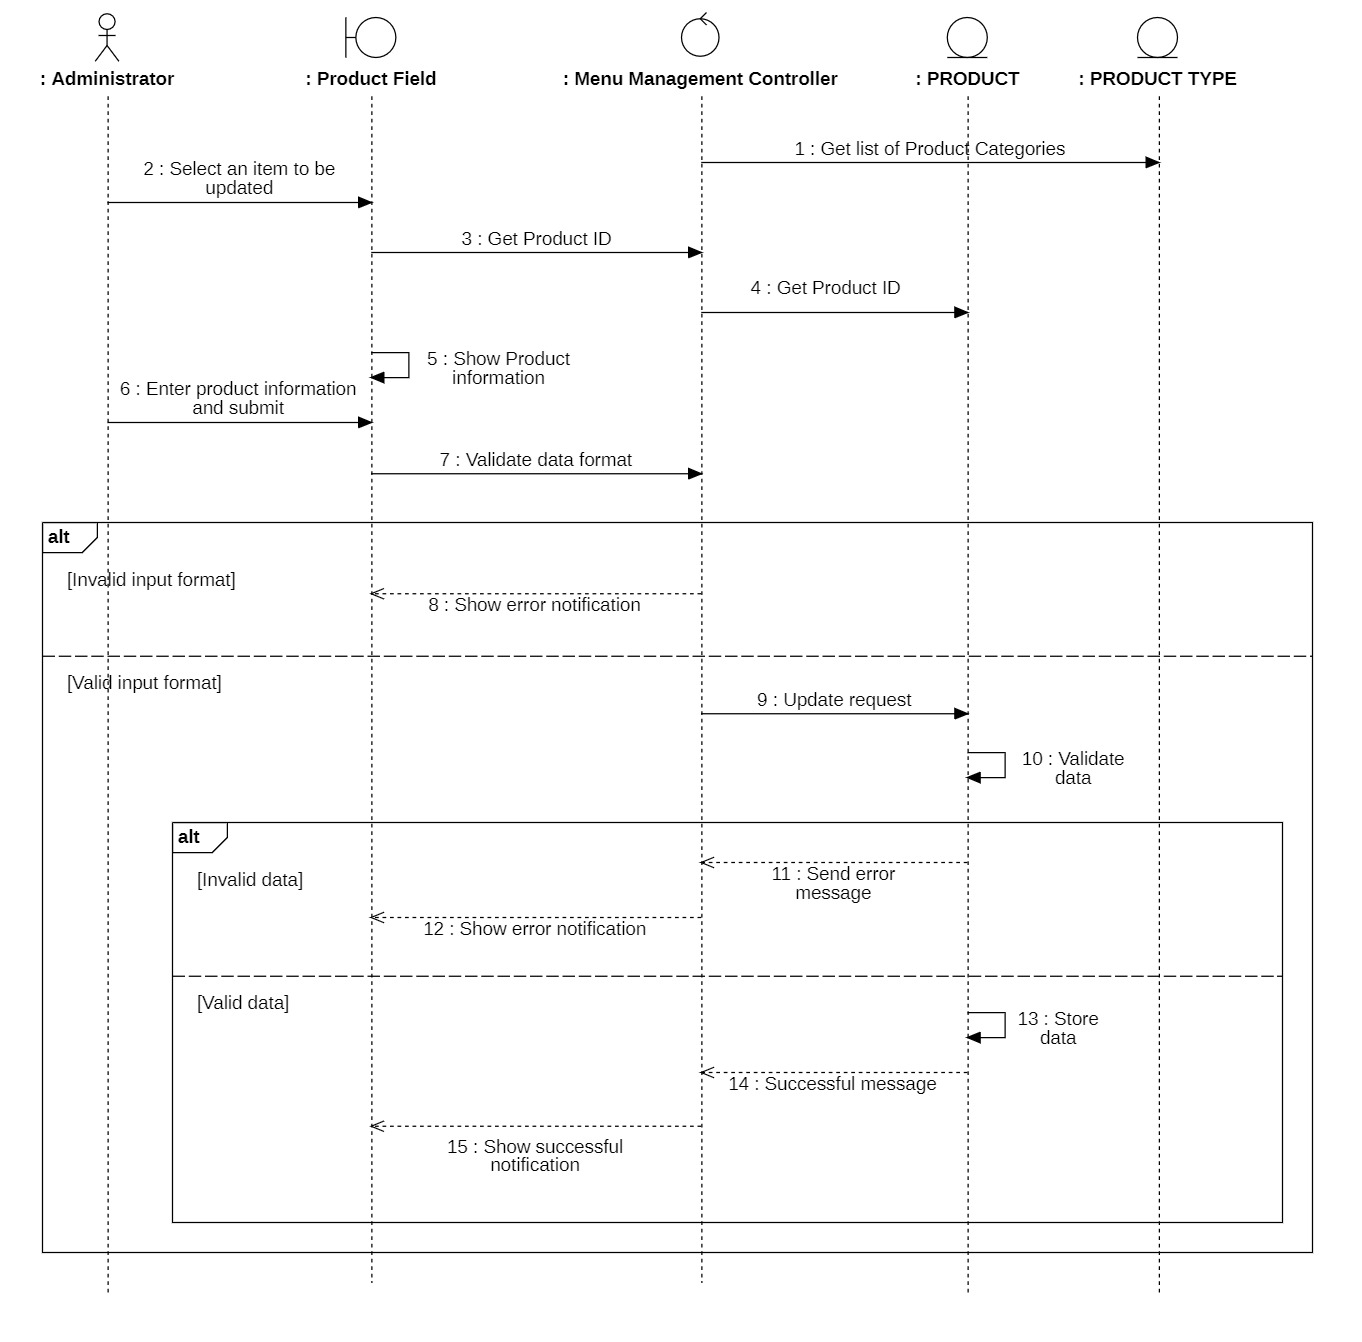 : Administrator
: Product Field
: Menu Management Controller
: PRODUCT
: PRODUCT TYPE
1 : Get list of Product Categories
2 : Select an item to be
updated
3 : Get Product ID
4 : Get Product ID
5 : Show Product
information
6 : Enter product information
and submit
7 : Validate data format
alt
[Invalid input format]
8 : Show error notification
[Valid input format]
9 : Update request
10 : Validate
data
alt
[Invalid data]
11 : Send error
message
12 : Show error notification
[Valid data]
13 : Store
data
14 : Successful message
15 : Show successful
notification